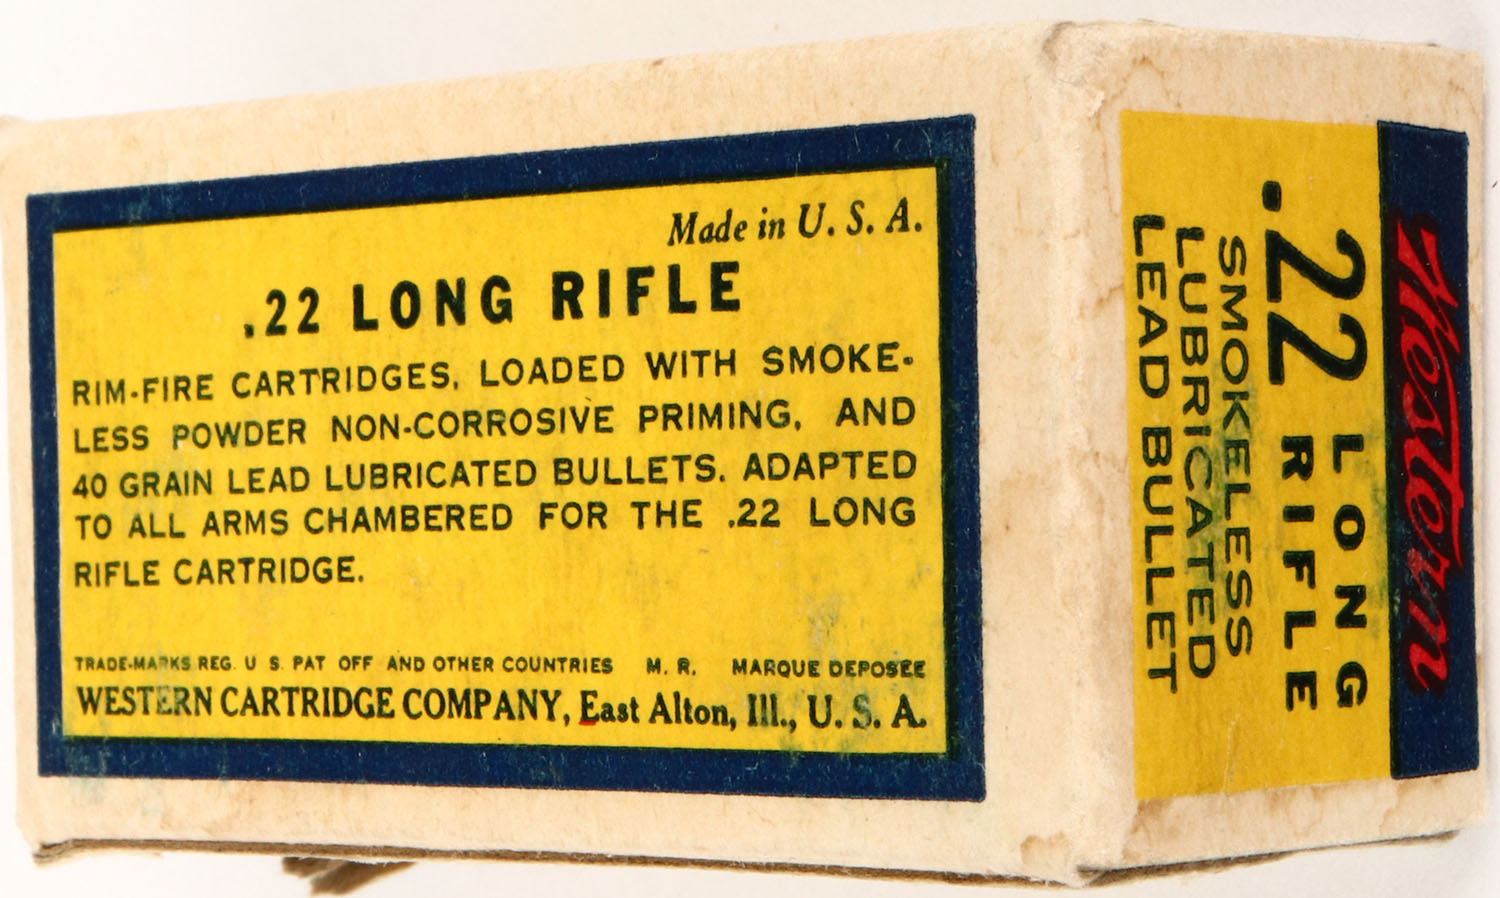 Made in U. S. A.
.22 LONG RIFLE
RIM-FIRE CARTRIDGES, LOADED WITH SMOKE-
LESS POWDER NON-CORROSIVE PRIMING, AND
40 GRAIN LEAD LUBRICATED BULLETS. ADAPTED
TO ALL ARMS CHAMBERED FOR THE .22 LONG
RIFLE CARTRIDGE.
TRADE-MARKS REG. U S. PAT OFF AND OTHER COUNTRIES M. R. MARQUE DEPOSÉE
WESTERN CARTRIDGE COMPANY, East Alton, Ill., U. S. A.
Western
.22 LONG
RIFLE
SMOKELESS
LUBRICATED
LEAD BULLET